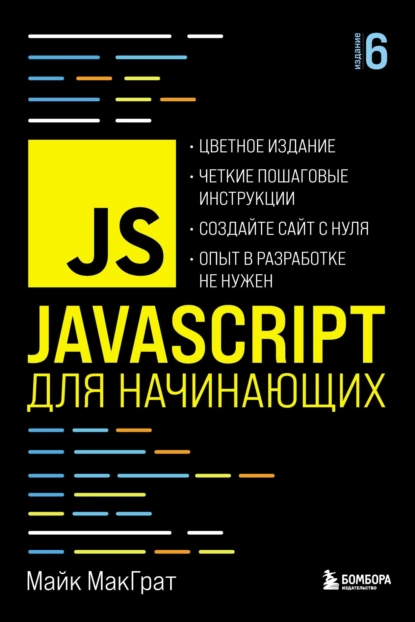 издание 6
JS
• ЦВЕТНОЕ ИЗДАНИЕ
• ЧЕТКИЕ ПОШАГОВЫЕ
ИНСТРУКЦИИ
• СОЗДАЙТЕ САЙТ С НУЛЯ
• ОПЫТ В РАЗРАБОТКЕ
НЕ НУЖЕН
JAVASCRIPT
ДЛЯ НАЧИНАЮЩИХ
Майк МакГрат
БОМБОРА
ИЗДАТЕЛЬСТВО